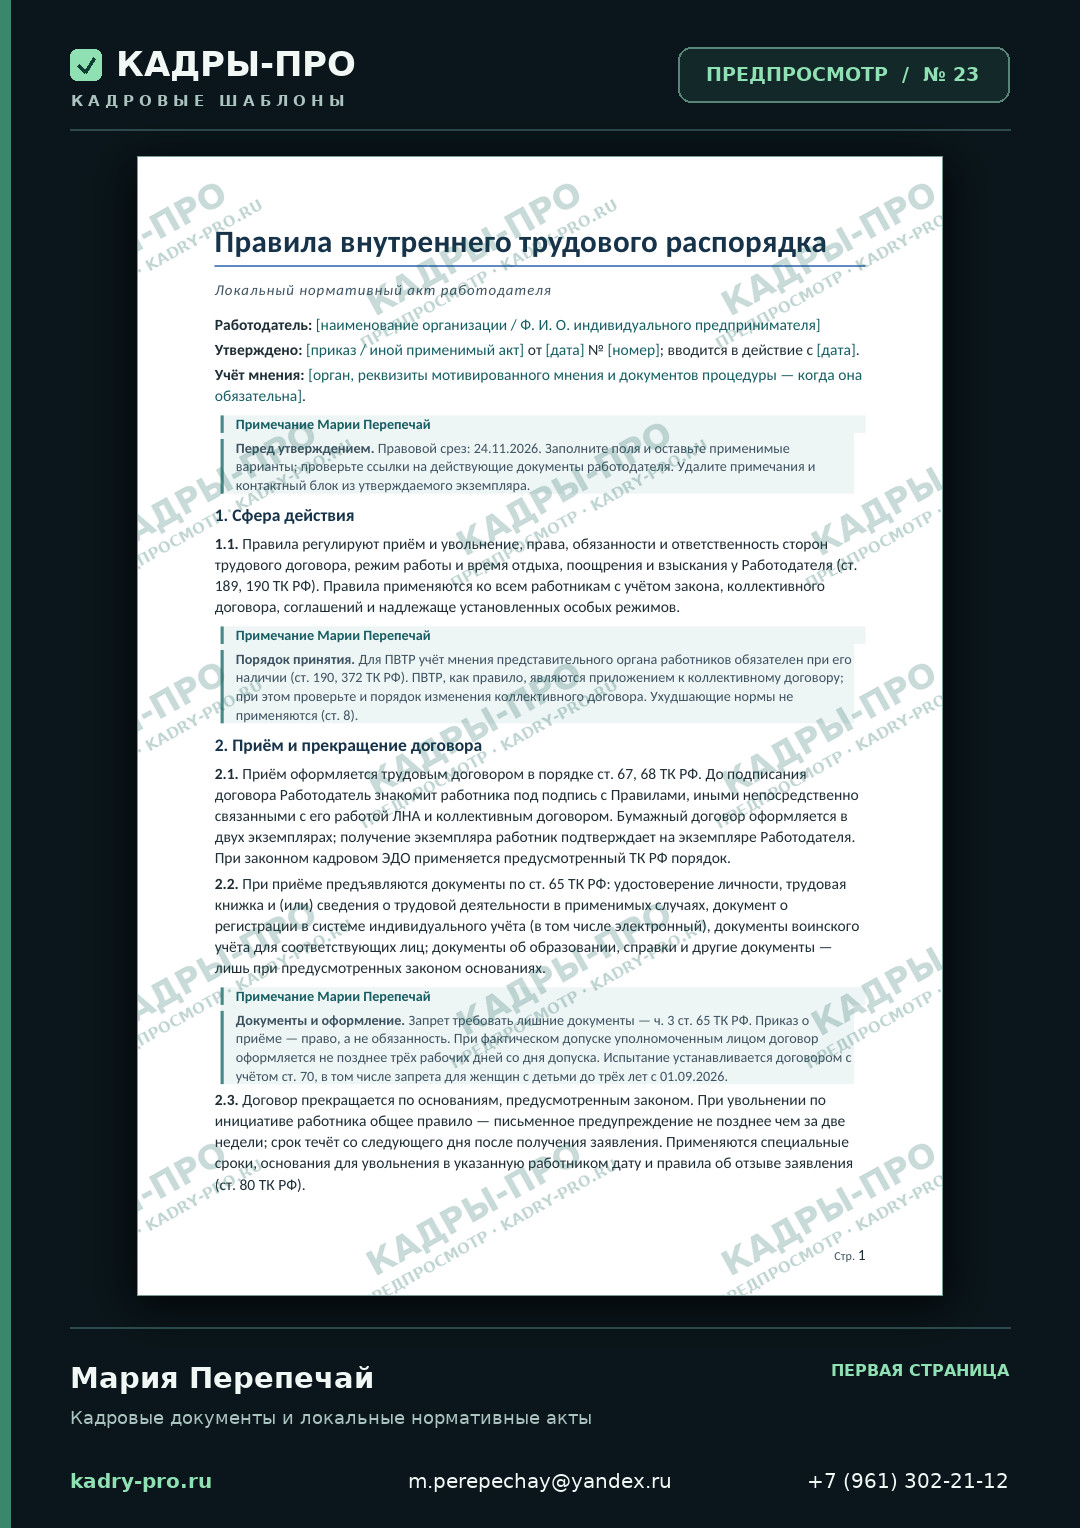 КАДРЫ-ПРО
КАДРОВЫЕ ШАБЛОНЫ
ПРЕДПРОСМОТР / № 23
Правила внутреннего трудового распорядка
Локальный нормативный акт работодателя
Работодатель: [наименование организации / Ф. И. О. индивидуального предпринимателя]
Утверждено: [приказ / иной применимый акт] от [дата] № [номер]; вводится в действие с [дата].
Учёт мнения: [орган, реквизиты мотивированного мнения и документов процедуры — когда она
обязательна].
Примечание Марии Перепечай
Перед утверждением. Правовой срез: 24.11.2026. Заполните поля и оставьте применимые
варианты; проверьте ссылки на действующие документы работодателя. Удалите примечания и
контактный блок из утверждаемого экземпляра.
1. Сфера действия
1.1. Правила регулируют приём и увольнение, права, обязанности и ответственность сторон
трудового договора, режим работы и время отдыха, поощрения и взыскания у Работодателя (ст.
189, 190 ТК РФ). Правила применяются ко всем работникам с учётом закона, коллективного
договора, соглашений и надлежаще установленных особых режимов.
Примечание Марии Перепечай
Порядок принятия. Для ПВТР учёт мнения представительного органа работников обязателен при его
наличии (ст. 190, 372 ТК РФ). ПВТР, как правило, являются приложением к коллективному договору;
при этом проверьте и порядок изменения коллективного договора. Ухудшающие нормы не
применяются (ст. 8).
2. Приём и прекращение договора
2.1. Приём оформляется трудовым договором в порядке ст. 67, 68 ТК РФ. До подписания
договора Работодатель знакомит работника под подпись с Правилами, иными непосредственно
связанными с его работой ЛНА и коллективным договором. Бумажный договор оформляется в
двух экземплярах; получение экземпляра работник подтверждает на экземпляре Работодателя.
При законном кадровом ЭДО применяется предусмотренный ТК РФ порядок.
2.2. При приёме предъявляются документы по ст. 65 ТК РФ: удостоверение личности, трудовая
книжка и (или) сведения о трудовой деятельности в применимых случаях, документ о
регистрации в системе индивидуального учёта (в том числе электронный), документы воинского
учёта для соответствующих лиц; документы об образовании, справки и другие документы —
лишь при предусмотренных законом основаниях.
Примечание Марии Перепечай
Документы и оформление. Запрет требовать лишние документы — ч. 3 ст. 65 ТК РФ. Приказ о
приёме — право, а не обязанность. При фактическом допуске уполномоченным лицом договор
оформляется не позднее трёх рабочих дней со дня допуска. Испытание устанавливается договором с
учётом ст. 70, в том числе запрета для женщин с детьми до трёх лет с 01.09.2026.
2.3. Договор прекращается по основаниям, предусмотренным законом. При увольнении по
инициативе работника общее правило — письменное предупреждение не позднее чем за две
недели; срок течёт со следующего дня после получения заявления. Применяются специальные
сроки, основания для увольнения в указанную работником дату и правила об отзыве заявления
(ст. 80 ТК РФ).
Стр. 1
Мария Перепечай
ПЕРВАЯ СТРАНИЦА
Кадровые документы и локальные нормативные акты
kadry-pro.ru
m.perepechay@yandex.ru
+7 (961) 302-21-12